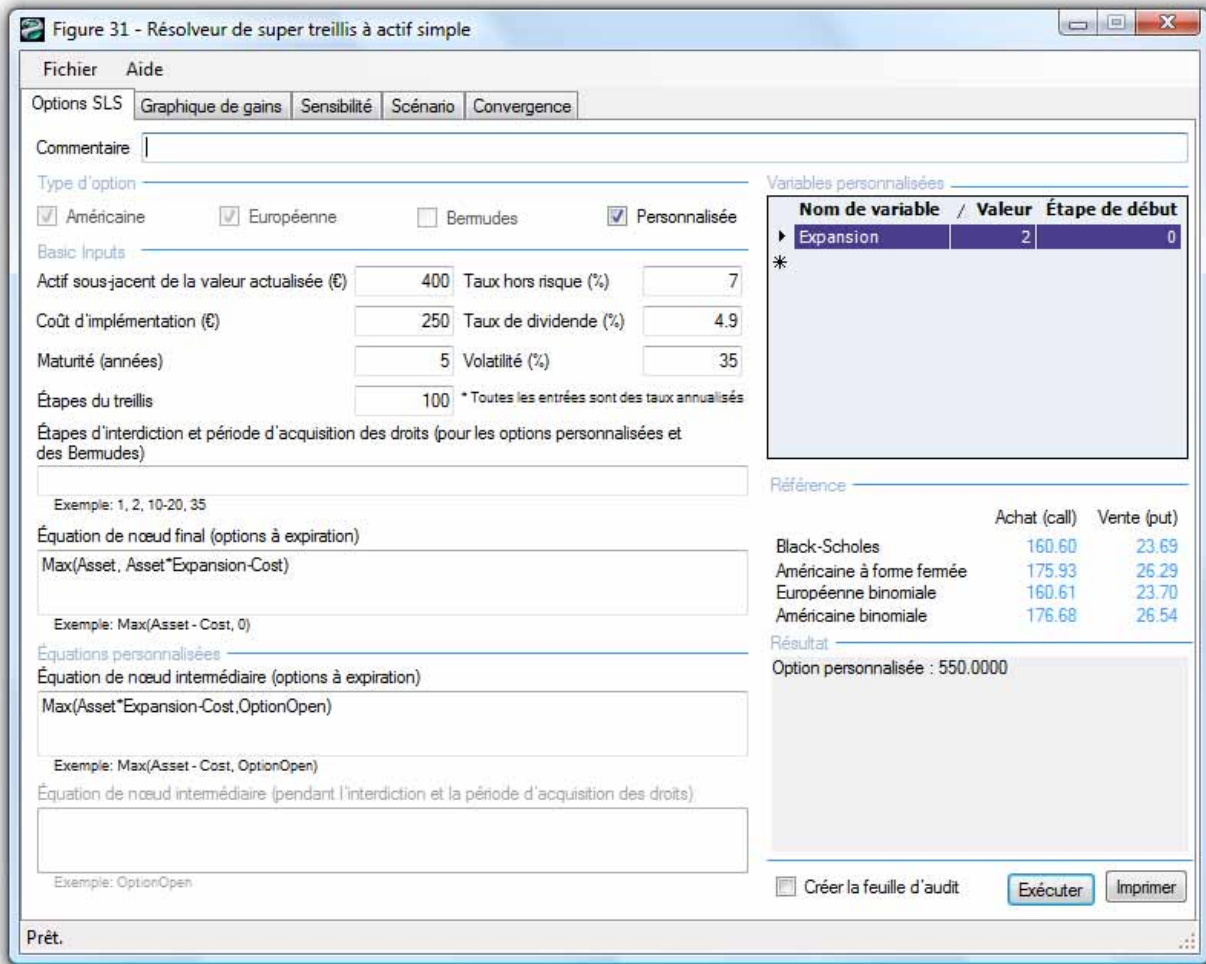 Figure 31 - Résolveur de super treillis à actif simple
Fichier Aide
Options SLS Graphique de gains Sensibilité Scénario Convergence
Commentaire
Type d'option
Américaine Européenne Bermudes Personnalisée
Basic Inputs
Actif sous-jacent de la valeur actualisée (€) 400 Taux hors risque (%) 7
Coût d'implémentation (€) 250 Taux de dividende (%) 4.9
Maturité (années) 5 Volatilité (%) 35
Étapes du treillis 100 * Toutes les entrées sont des taux annualisés
Étapes d'interdiction et période d'acquisition des droits (pour les options personnalisées et
des Bermudes)
Exemple: 1, 2, 10-20, 35
Équation de nœud final (options à expiration)
Max(Asset, Asset*Expansion-Cost)
Exemple: Max(Asset - Cost, 0)
Équations personnalisées
Équation de nœud intermédiaire (options à expiration)
Max(Asset*Expansion-Cost,OptionOpen)
Exemple: Max(Asset - Cost, OptionOpen)
Équation de nœud intermédiaire (pendant l'interdiction et la période d'acquisition des droits)
Exemple: OptionOpen
Variables personnalisées
Nom de variable / Valeur Étape de début
Expansion 2 0
*
Référence
Achat (call) Vente (put)
Black-Scholes 160.60 23.69
Américaine à forme fermée 175.93 26.29
Européenne binomiale 160.61 23.70
Américaine binomiale 176.68 26.54
Résultat
Option personnalisée : 550.0000
Créer la feuille d'audit Exécuter Imprimer
Prêt.